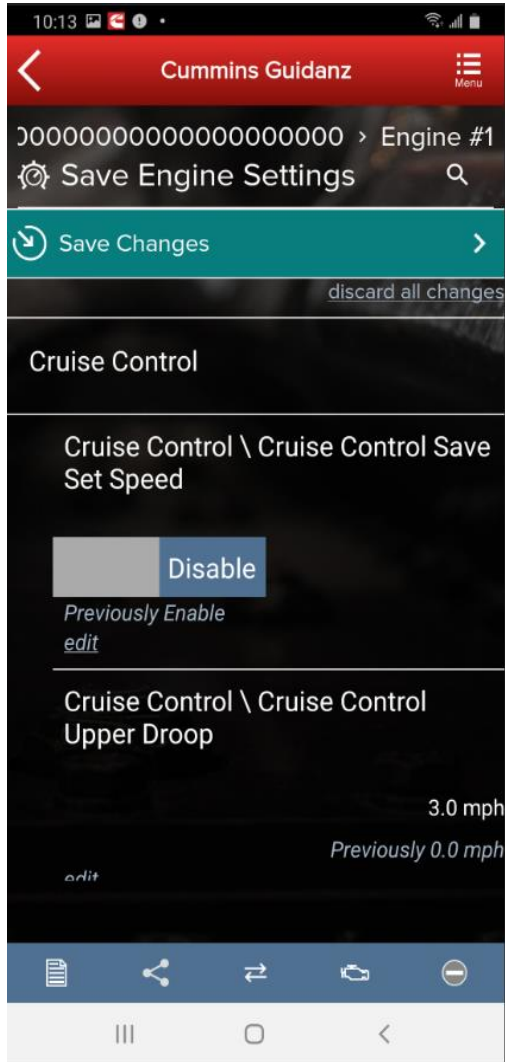 10:13
Cummins Guidanz
Menu
00000000000000000000000 > Engine #1
Save Engine Settings
Save Changes
discard all changes
Cruise Control
Cruise Control \ Cruise Control Save
Set Speed
Disable
Previously Enable
edit
Cruise Control \ Cruise Control
Upper Droop
3.0 mph
Previously 0.0 mph
edit